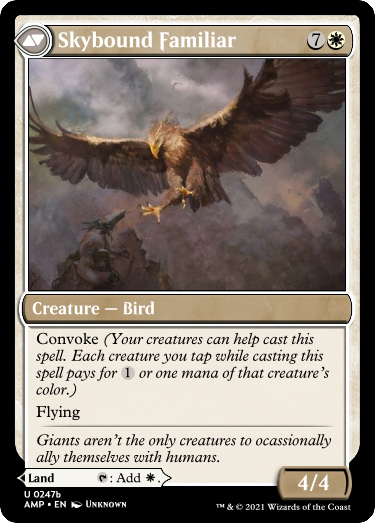 Skybound Familiar 7
Creature — Bird
Convoke (Your creatures can help cast this
spell. Each creature you tap while casting this
spell pays for 1 or one mana of that creature's
color.)
Flying
Giants aren't the only creatures to ocassionally
ally themselves with humans.
Land : Add .
4/4
U 0247b
AMP • EN Unknown
™ & © 2021 Wizards of the Coast